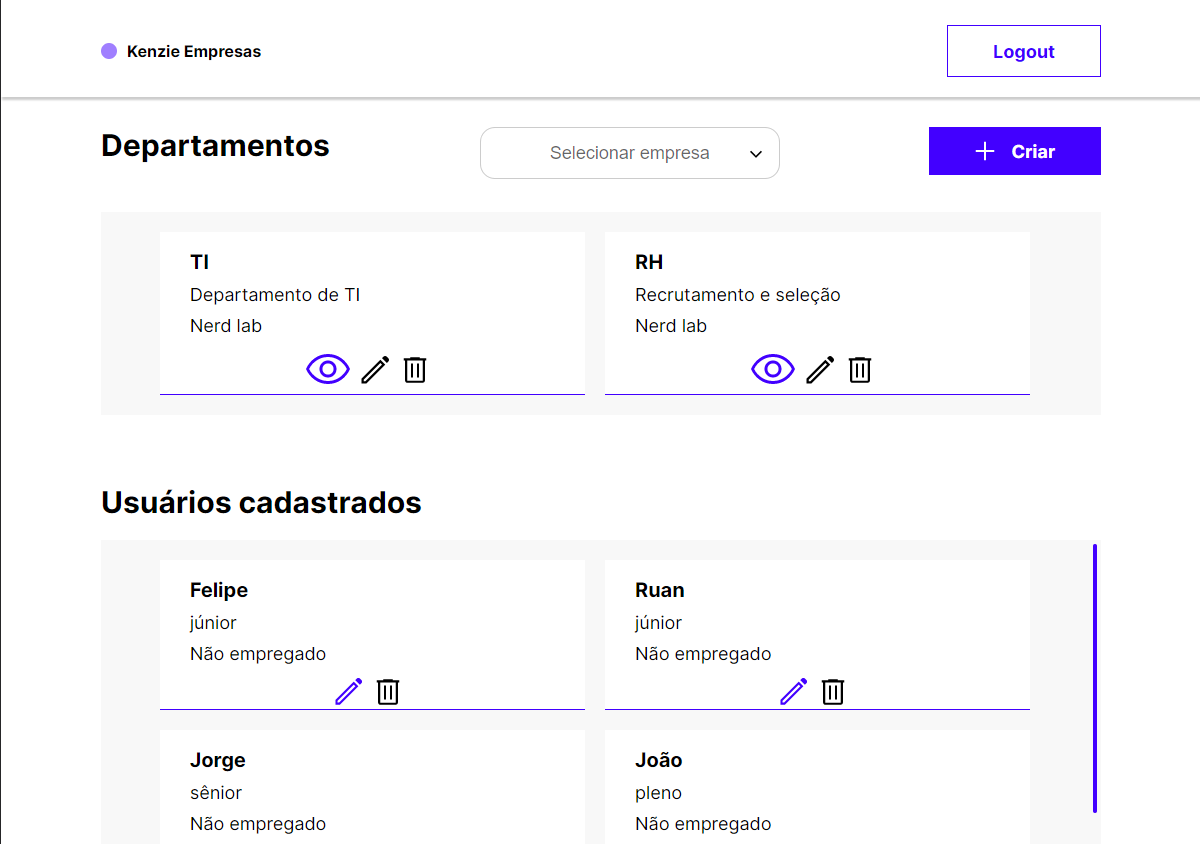 Kenzie Empresas
Logout
Departamentos
Selecionar empresa
Criar
TI
Departamento de TI
Nerd lab
RH
Recrutamento e seleção
Nerd lab
Usuários cadastrados
Felipe
júnior
Não empregado
Ruan
júnior
Não empregado
Jorge
sênior
Não empregado
João
pleno
Não empregado